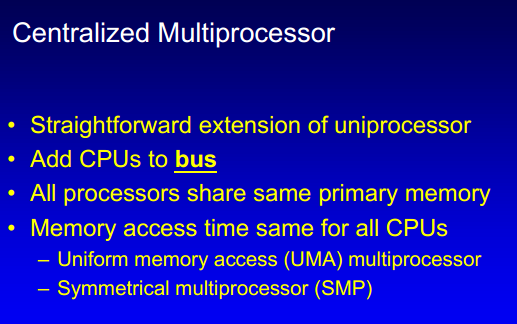 Centralized Multiprocessor
• Straightforward extension of uniprocessor
• Add CPUs to bus
• All processors share same primary memory
• Memory access time same for all CPUs
– Uniform memory access (UMA) multiprocessor
– Symmetrical multiprocessor (SMP)